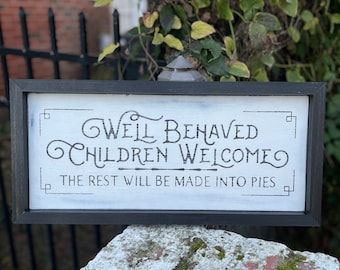 Well Behaved
Children Welcome
THE REST WILL BE MADE INTO PIES